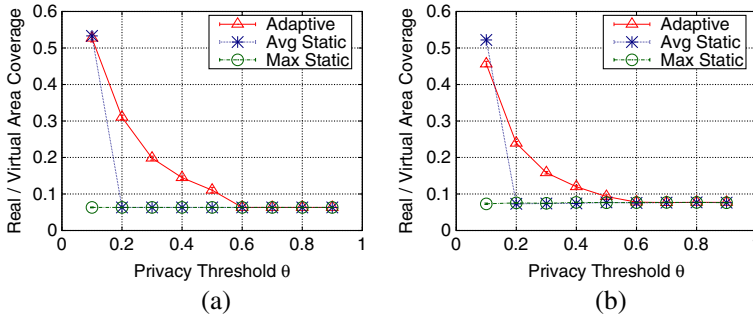 Real / Virtual Area Coverage
0.6
0.5
0.4
0.3
0.2
0.1
0
0 0.2 0.4 0.6 0.8 1
Privacy Threshold θ
Adaptive
Avg Static
Max Static
(a)
Real / Virtual Area Coverage
0.6
0.5
0.4
0.3
0.2
0.1
0
0 0.2 0.4 0.6 0.8
Privacy Threshold θ
Adaptive
Avg Static
Max Static
(b)